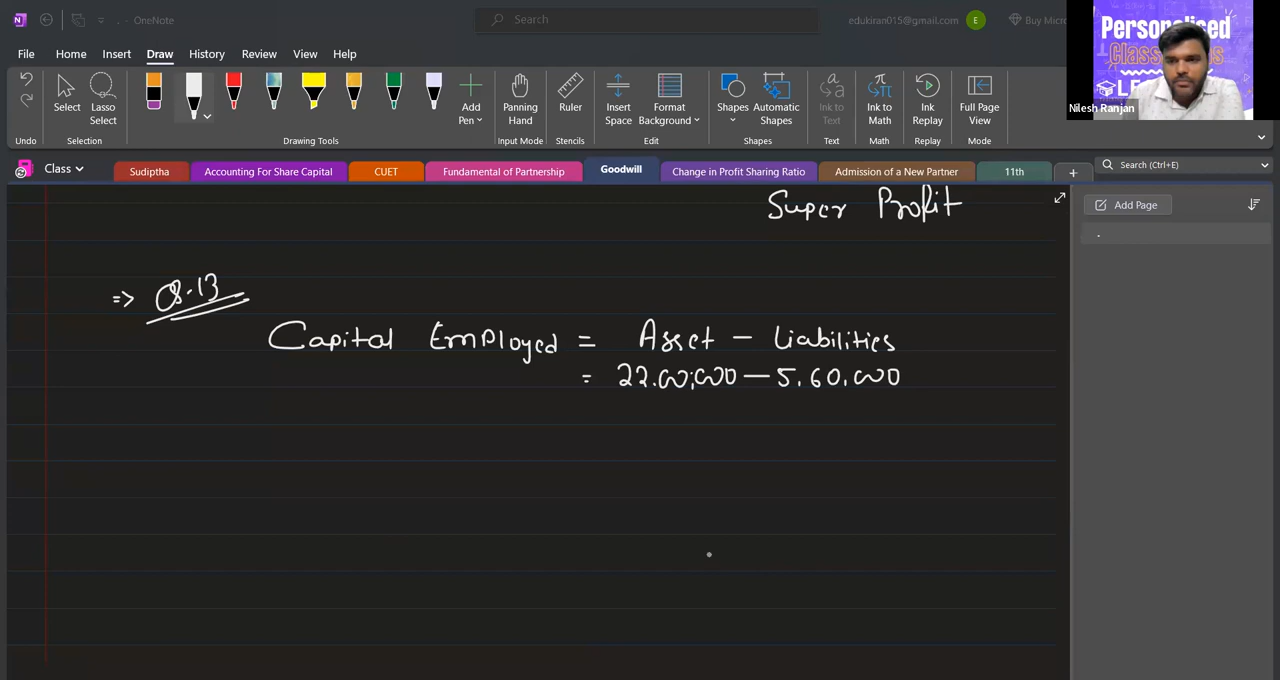 OneNote
Search
edukiran015@gmail.com
E
Buy Micr
File Home Insert Draw History Review View Help
Undo
Select
Lasso Select
Selection
Drawing Tools
Add Pen
Panning Hand
Input Mode
Ruler
Stencils
Insert Space
Format Background
Edit
Shapes
Automatic Shapes
Shapes
Ink to Text
Text
Ink to Math
Math
Ink Replay
Replay
Full Page View
Mode
Personalised
Nilesh Ranjan
Class
Sudiptha
Accounting For Share Capital
CUET
Fundamental of Partnership
Goodwill
Change in Profit Sharing Ratio
Admission of a New Partner
11th
+
Search (Ctrl+E)
Add Page
.
Super Profit
=> Q.13
Capital Employed = Asset - Liabilities
= 22.00,000 - 5,60,000